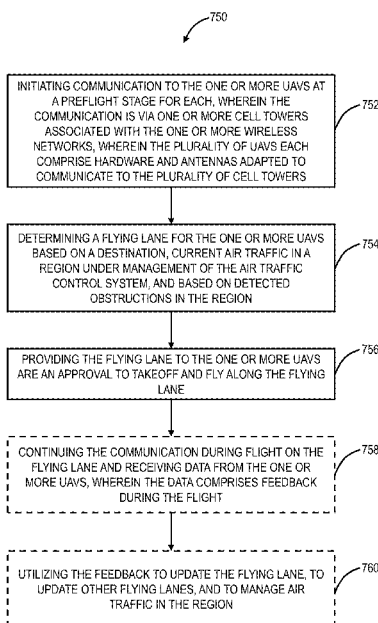 750
INITIATING COMMUNICATION TO THE ONE OR MORE UAVS AT
A PREFLIGHT STAGE FOR EACH, WHEREIN THE
COMMUNICATION IS VIA ONE OR MORE CELL TOWERS
ASSOCIATED WITH THE ONE OR MORE WIRELESS
NETWORKS, WHEREIN THE PLURALITY OF UAVS EACH
COMPRISE HARDWARE AND ANTENNAS ADAPTED TO
COMMUNICATE TO THE PLURALITY OF CELL TOWERS
752
DETERMINING A FLYING LANE FOR THE ONE OR MORE UAVS
BASED ON A DESTINATION, CURRENT AIR TRAFFIC IN A
REGION UNDER MANAGEMENT OF THE AIR TRAFFIC
CONTROL SYSTEM, AND BASED ON DETECTED
OBSTRUCTIONS IN THE REGION
754
PROVIDING THE FLYING LANE TO THE ONE OR MORE UAVS
ARE AN APPROVAL TO TAKEOFF AND FLY ALONG THE FLYING
LANE
756
CONTINUING THE COMMUNICATION DURING FLIGHT ON THE
FLYING LANE AND RECEIVING DATA FROM THE ONE OR
MORE UAVS, WHEREIN THE DATA COMPRISES FEEDBACK
DURING THE FLIGHT
758
UTILIZING THE FEEDBACK TO UPDATE THE FLYING LANE, TO
UPDATE OTHER FLYING LANES, AND TO MANAGE AIR
TRAFFIC IN THE REGION
760